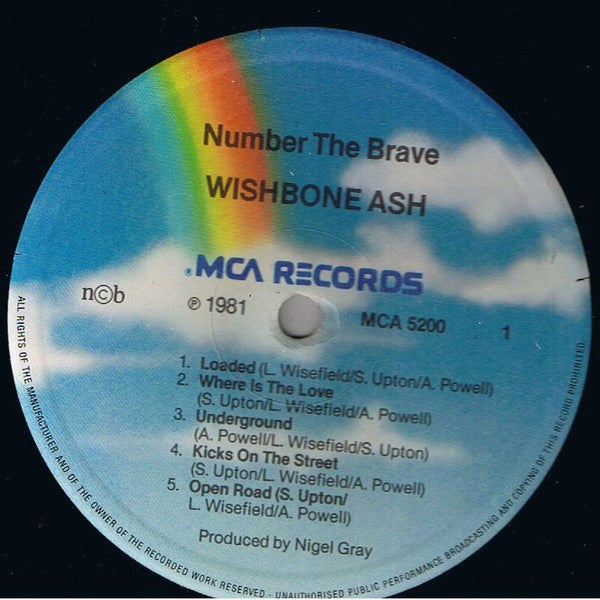 Number The Brave
WISHBONE ASH
® MCA RECORDS
n©b
℗ 1981
MCA 5200
1
1. Loaded (L. Wisefield/S. Upton/A. Powell)
2. Where Is The Love
(S. Upton/L. Wisefield/A. Powell)
3. Underground
(A. Powell/L. Wisefield/S. Upton)
4. Kicks On The Street
(S. Upton/L. Wisefield/A. Powell)
5. Open Road (S. Upton/
L. Wisefield/A. Powell)
Produced by Nigel Gray
ALL RIGHTS OF THE MANUFACTURER AND OF THE OWNER OF THE RECORDED WORK RESERVED - UNAUTHORISED PUBLIC PERFORMANCE BROADCASTING AND COPYING OF THIS RECORD PROHIBITED.